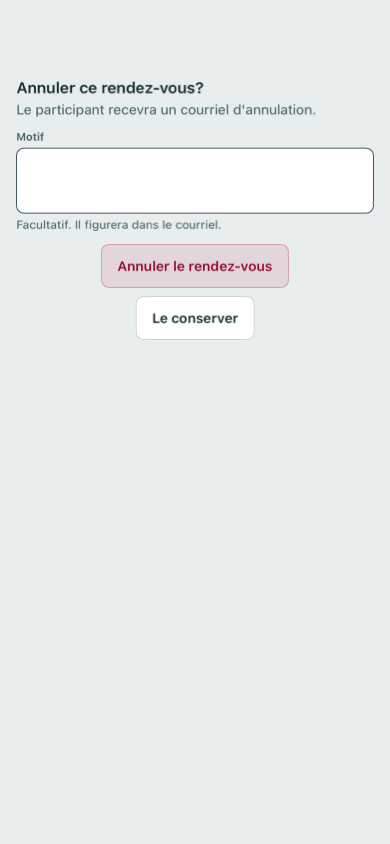 Annuler ce rendez-vous?
Le participant recevra un courriel d'annulation.
Motif
Facultatif. Il figurera dans le courriel.
Annuler le rendez-vous
Le conserver